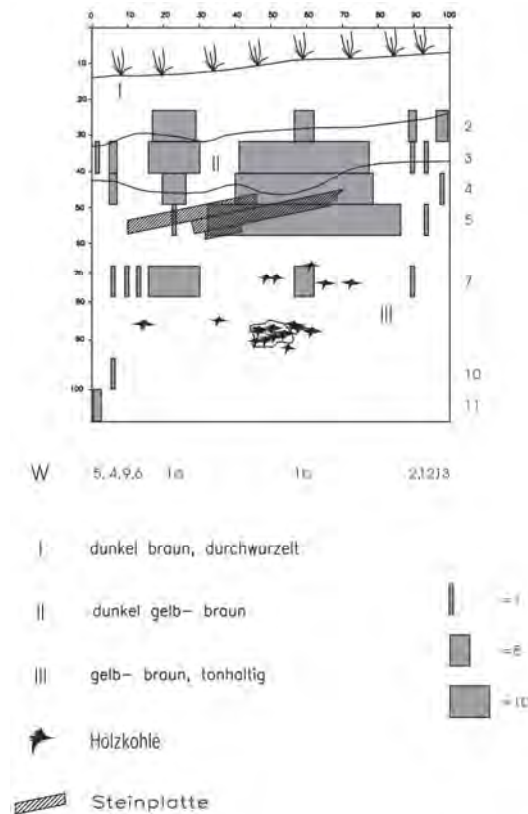 0 10 20 30 40 50 60 70 80 90 100
10
I
20
2
30
II
3
40
4
50
5
60
7
70
III
80
90
10
100
11
W 5,4,9,6 1a 1b 2,12,13
I dunkel braun, durchwurzelt
II dunkel gelb- braun
=1
III gelb- braun, tonhaltig
=10
Holzkohle
Steinplatte